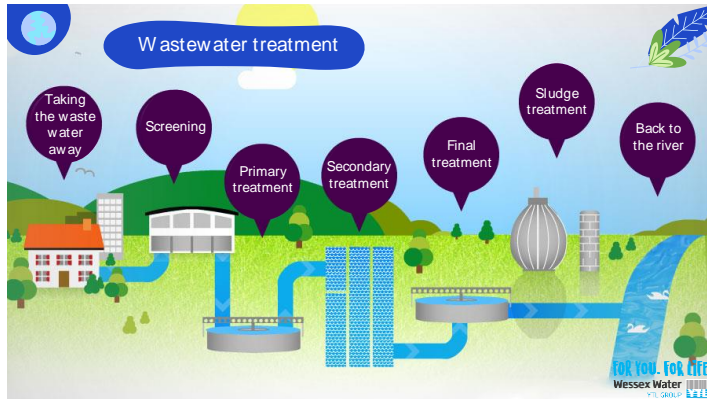 Wastewater treatment
Taking
the waste
water
away
Screening
Primary
treatment
Secondary
treatment
Final
treatment
Sludge
treatment
Back to
the river
FOR YOU. FOR LIFE
Wessex Water
YTL GROUP